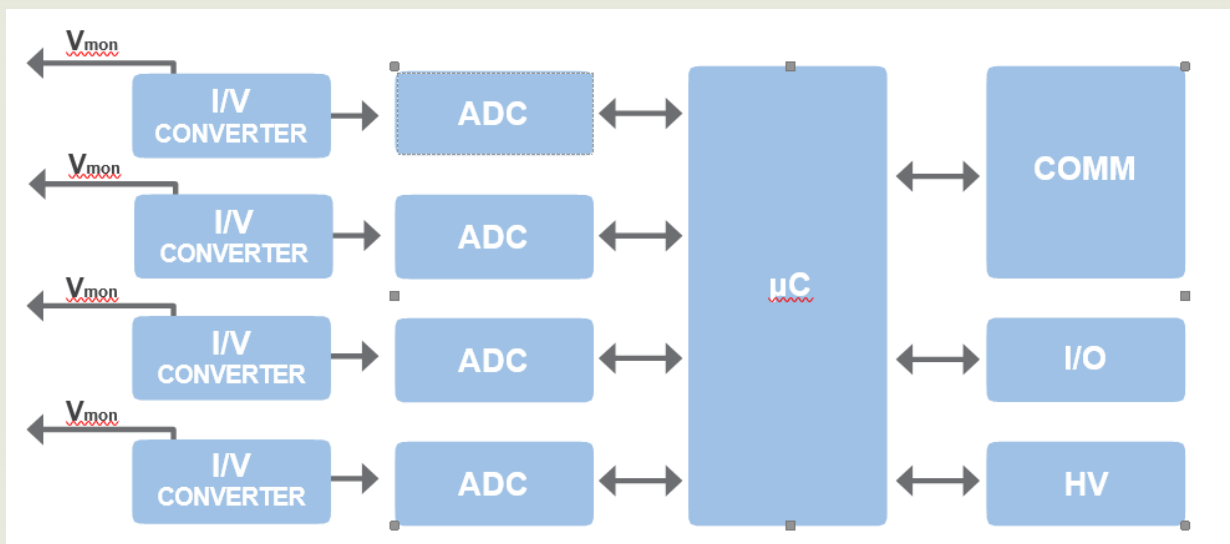 Vmon
I/V
CONVERTER
ADC
Vmon
I/V
CONVERTER
ADC
Vmon
I/V
CONVERTER
ADC
Vmon
I/V
CONVERTER
ADC
µC
COMM
I/O
HV